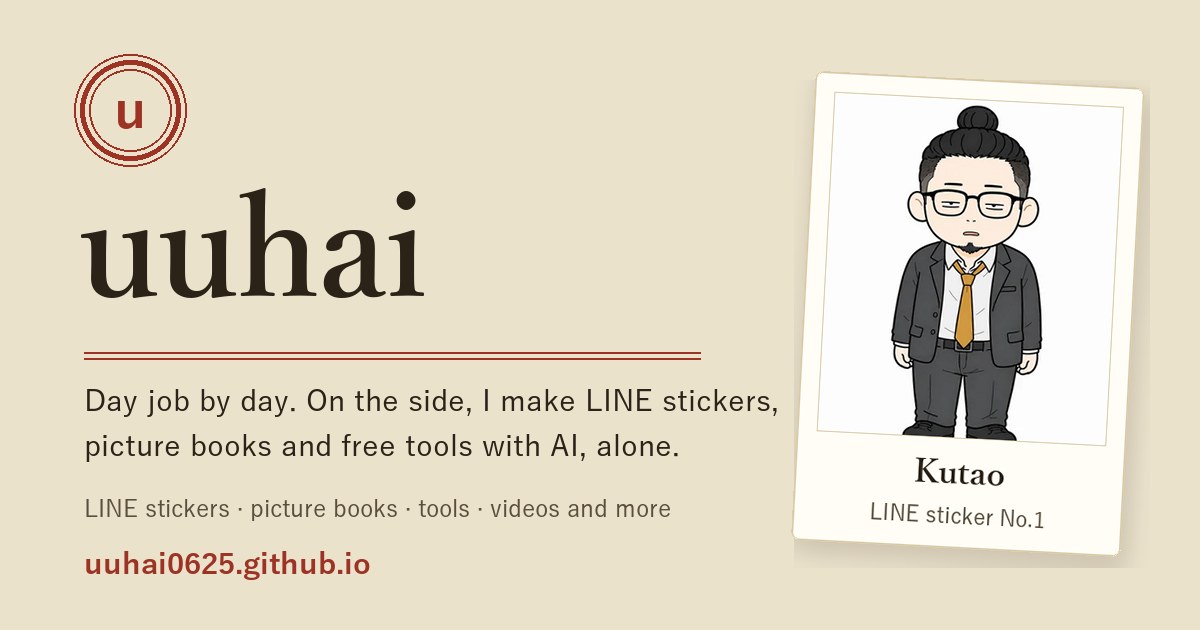 u
uuhai
Day job by day. On the side, I make LINE stickers,
picture books and free tools with AI, alone.
LINE stickers · picture books · tools · videos and more
uuhai0625.github.io
Kutao
LINE sticker No.1